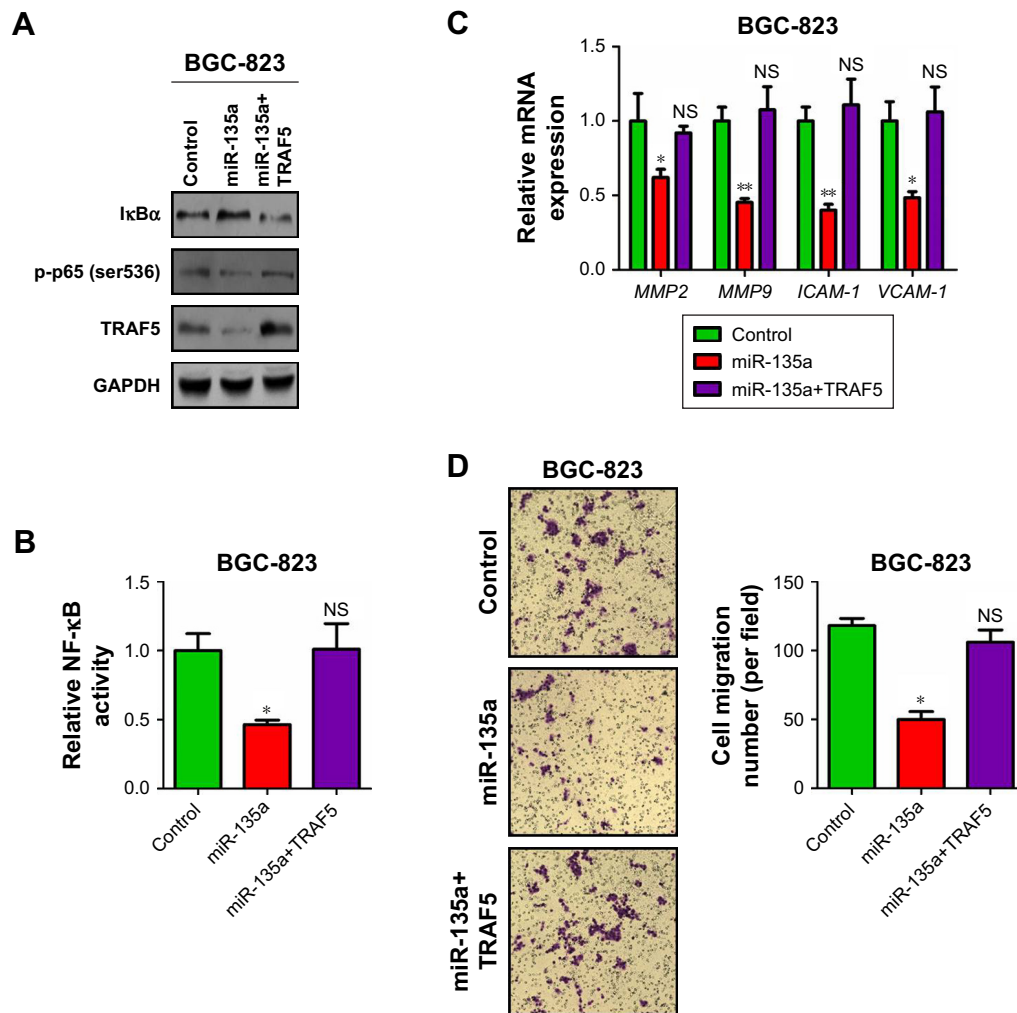 A
BGC-823
Control
miR-135a
miR-135a+
TRAF5
IκBα
p-p65 (ser536)
TRAF5
GAPDH
C
BGC-823
Relative mRNA
expression
1.5
1.0
0.5
0.0
*
NS
**
NS
**
NS
*
NS
MMP2
MMP9
ICAM-1
VCAM-1
Control
miR-135a
miR-135a+TRAF5
B
BGC-823
Relative NF-κB
activity
1.5
1.0
0.5
0.0
*
NS
Control
miR-135a
miR-135a+TRAF5
D
BGC-823
Control
miR-135a
miR-135a+
TRAF5
BGC-823
Cell migration
number (per field)
150
100
50
0
*
NS
Control
miR-135a
miR-135a+TRAF5